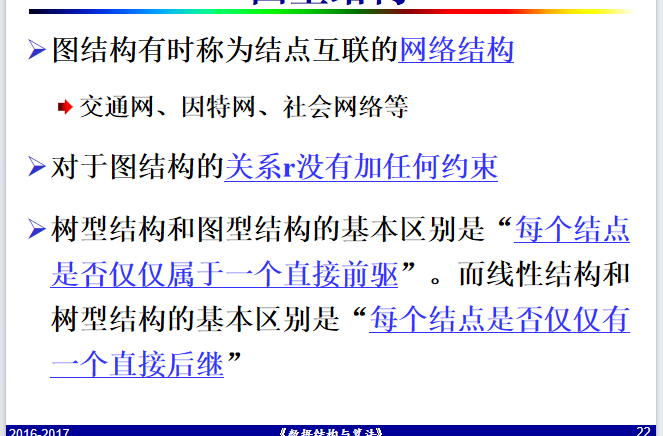 图结构有时称为结点互联的网络结构
交通网、因特网、社会网络等
对于图结构的关系r没有加任何约束
树型结构和图型结构的基本区别是“每个结点
是否仅仅属于一个直接前驱”。而线性结构和
树型结构的基本区别是“每个结点是否仅仅有
一个直接后继”
2016-2017
《数据结构与算法》
22